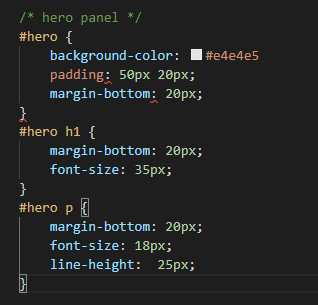 /* hero panel */
#hero {
    background-color: #e4e4e5
    padding: 50px 20px;
    margin-bottom: 20px;
}
#hero h1 {
    margin-bottom: 20px;
    font-size: 35px;
}
#hero p {
    margin-bottom: 20px;
    font-size: 18px;
    line-height:  25px;
}